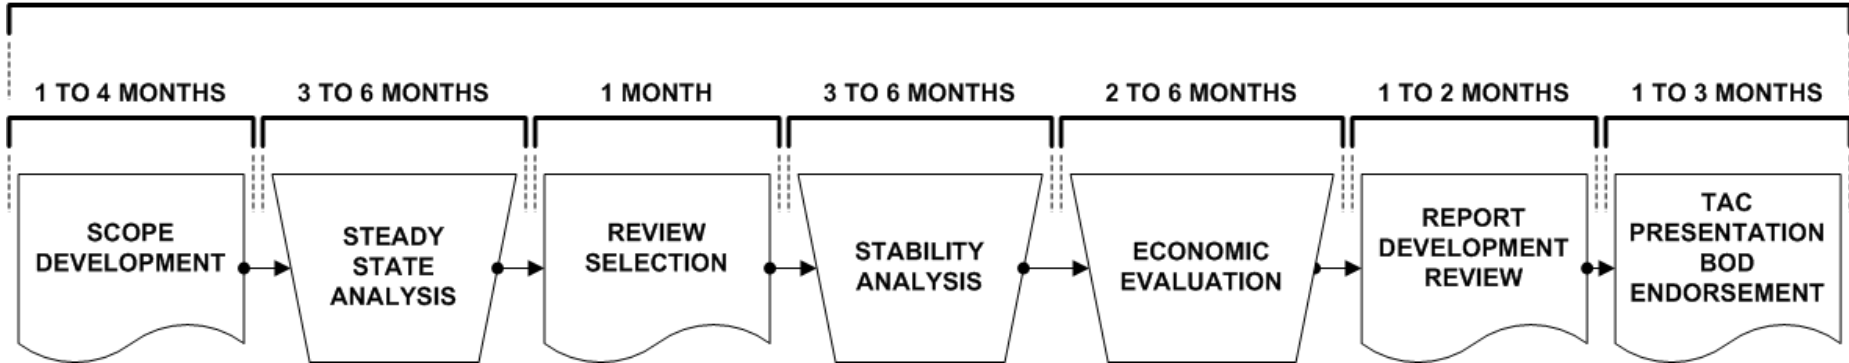 1 TO 4 MONTHS
3 TO 6 MONTHS
1 MONTH
3 TO 6 MONTHS
2 TO 6 MONTHS
1 TO 2 MONTHS
1 TO 3 MONTHS
SCOPE
DEVELOPMENT
STEADY
STATE
ANALYSIS
REVIEW
SELECTION
STABILITY
ANALYSIS
ECONOMIC
EVALUATION
REPORT
DEVELOPMENT
REVIEW
TAC
PRESENTATION
BOD
ENDORSEMENT